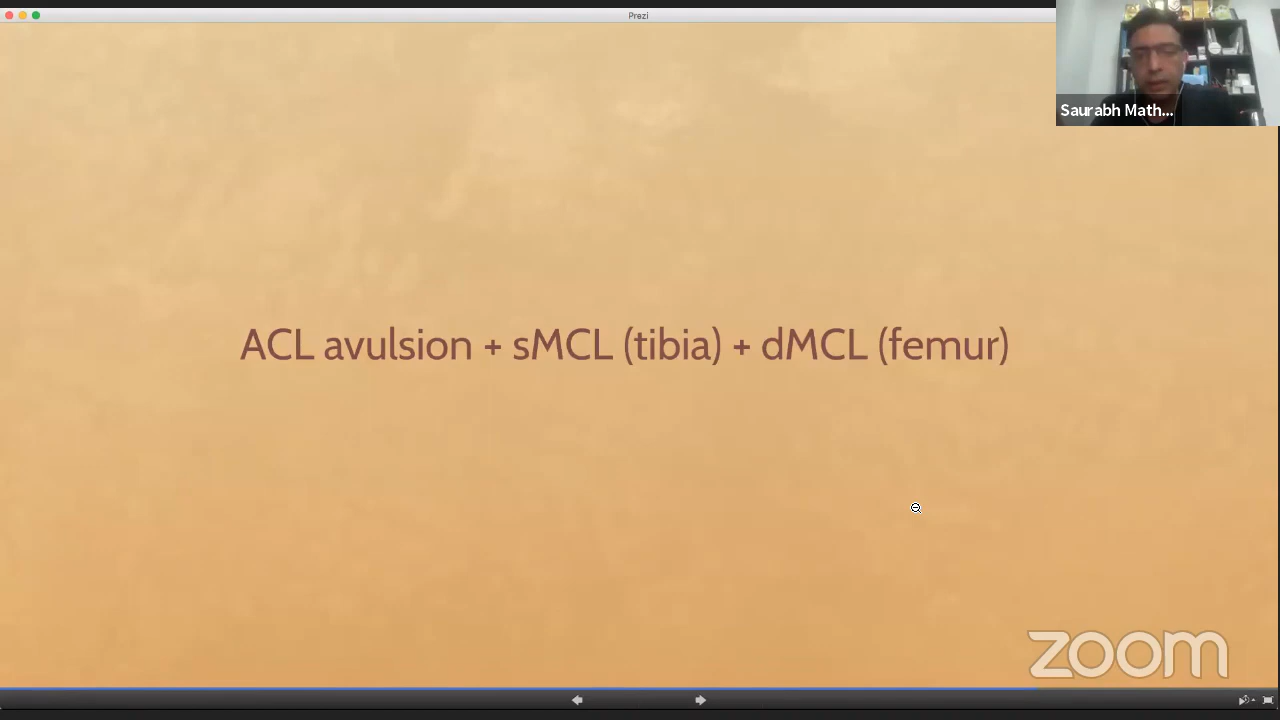 Prezi
Saurabh Math...
ACL avulsion + sMCL (tibia) + dMCL (femur)
zoom